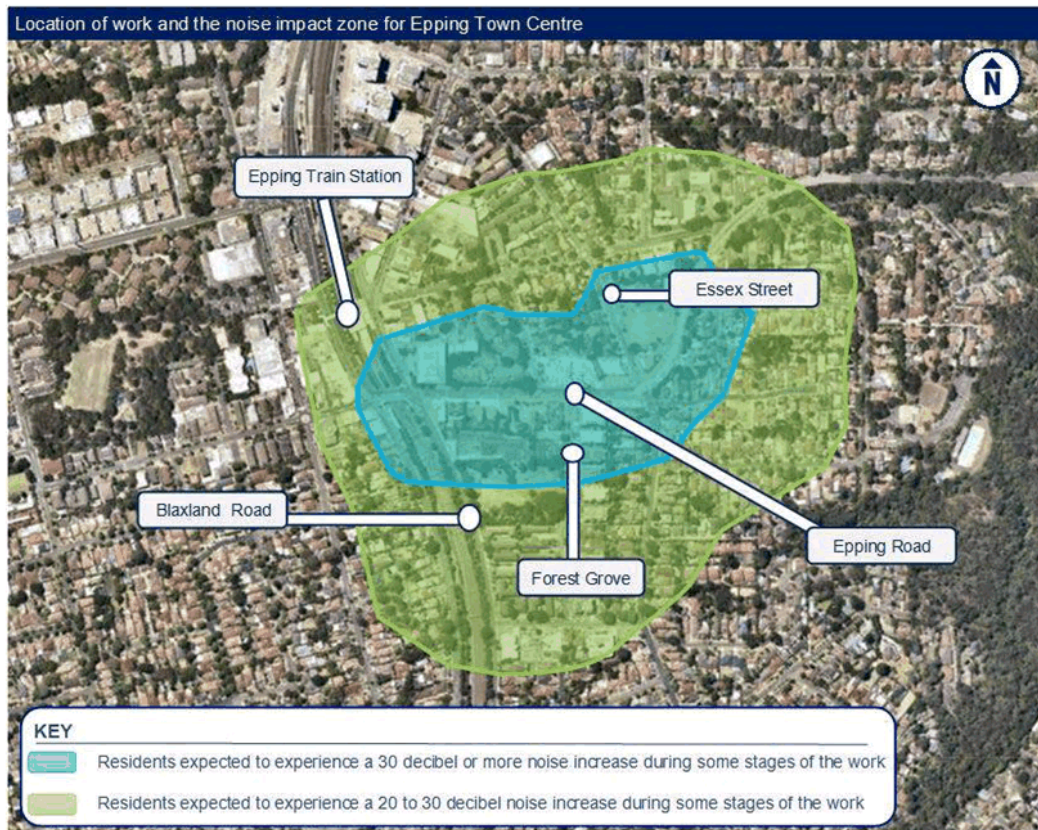 Location of work and the noise impact zone for Epping Town Centre
N
Epping Train Station
Essex Street
Blaxland Road
Epping Road
Forest Grove
KEY
Residents expected to experience a 30 decibel or more noise increase during some stages of the work
Residents expected to experience a 20 to 30 decibel noise increase during some stages of the work